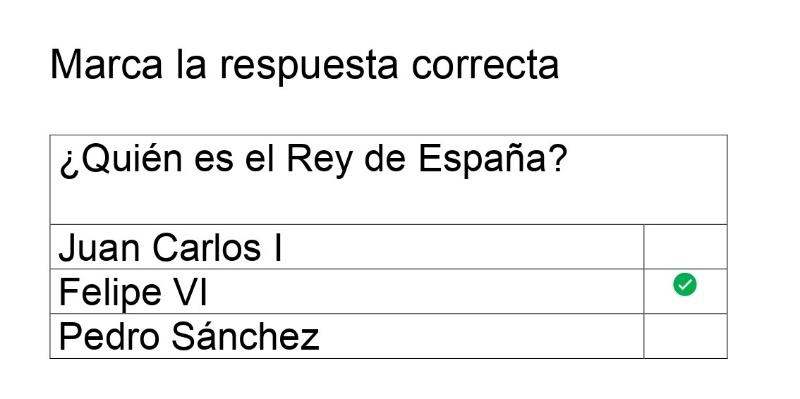 Marca la respuesta correcta
¿Quién es el Rey de España?
Juan Carlos I
Felipe VI
Pedro Sánchez